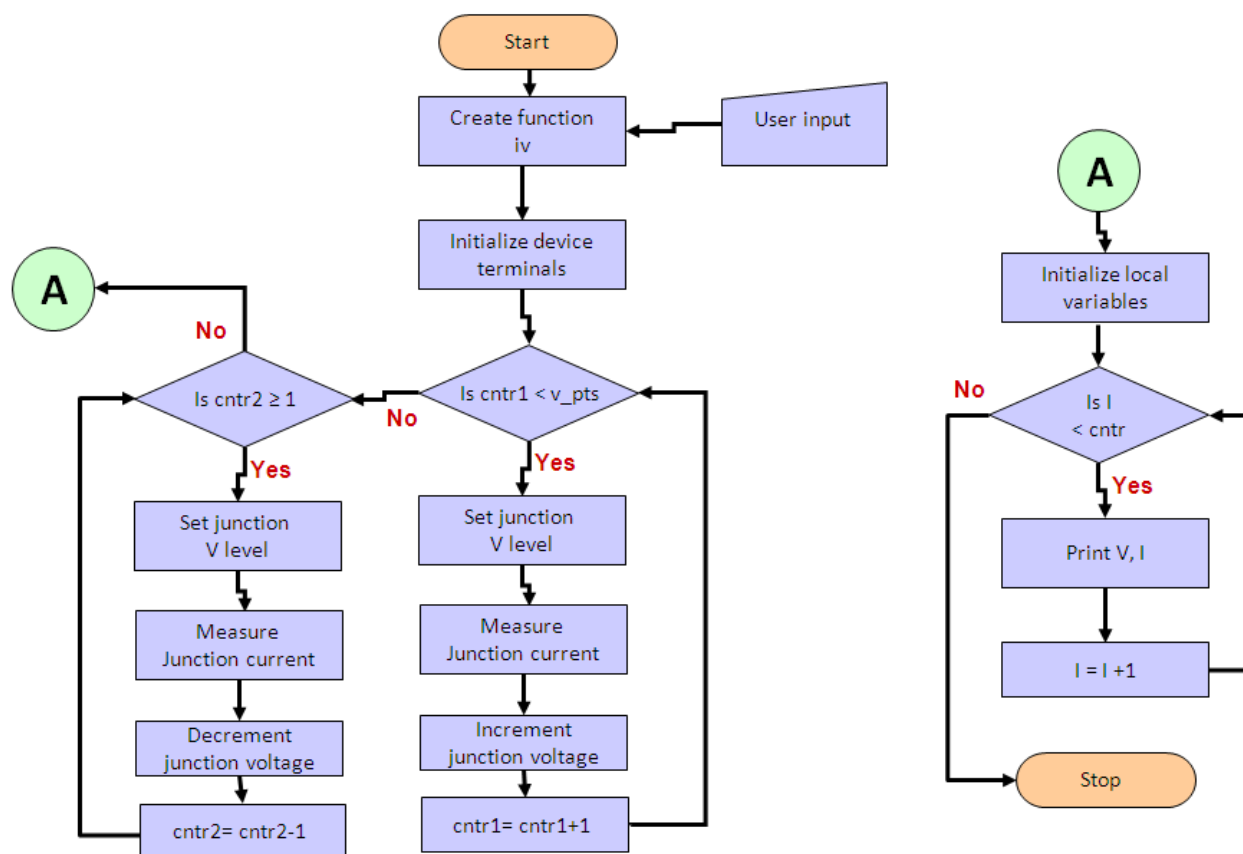 Start
Create function
iv
User input
Initialize device
terminals
Is cntr1 < v_pts
No
Yes
Set junction
V level
Measure
Junction current
Increment
junction voltage
cntr1= cntr1+1
Is cntr2 ≥ 1
No
A
Yes
Set junction
V level
Measure
Junction current
Decrement
junction voltage
cntr2= cntr2-1
A
Initialize local
variables
Is I
< cntr
No
Yes
Print V, I
I = I +1
Stop